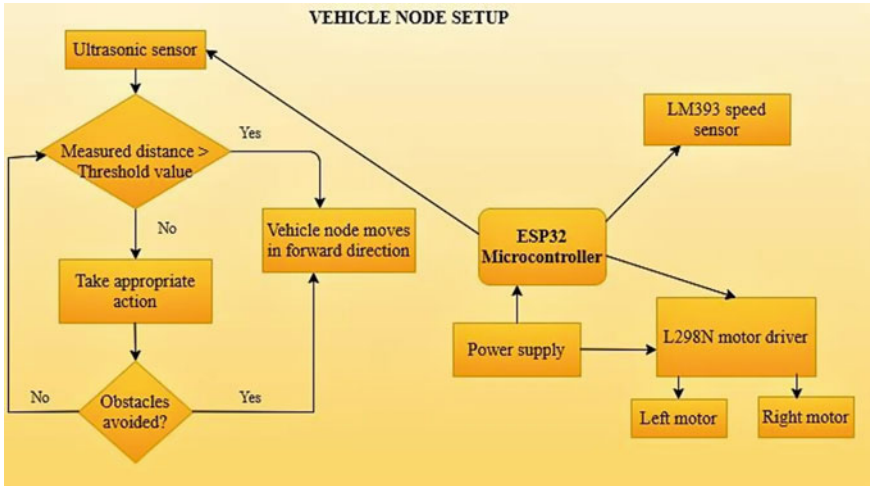 VEHICLE NODE SETUP
Ultrasonic sensor
Measured distance >
Threshold value
Yes
No
Vehicle node moves
in forward direction
Take appropriate
action
Obstacles
avoided?
No
Yes
ESP32
Microcontroller
LM393 speed
sensor
Power supply
L298N motor driver
Left motor
Right motor